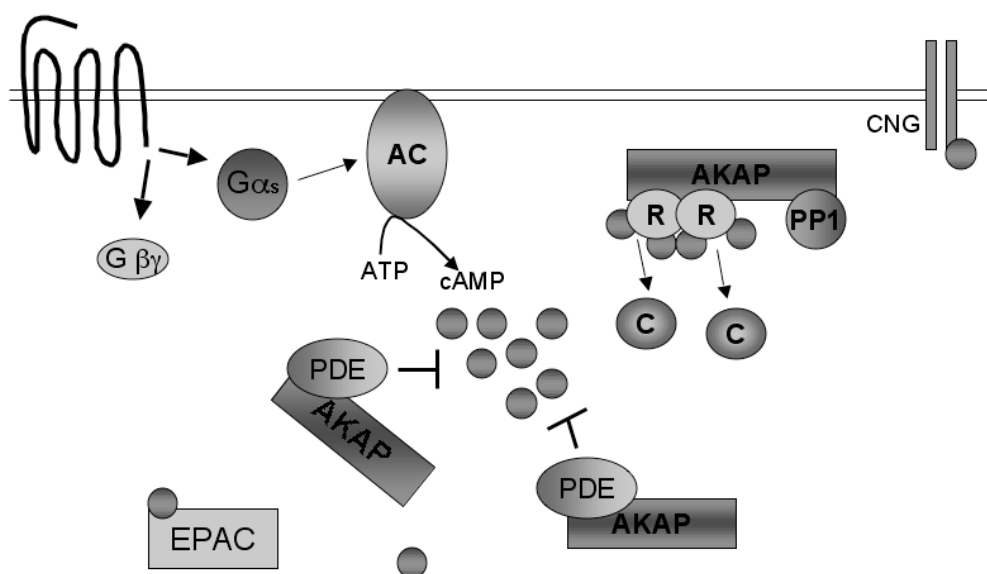 CNG
AC
AKAP
Gαs
R R
PP1
G βγ
ATP
cAMP
C
C
PDE
AKAP
PDE
AKAP
EPAC